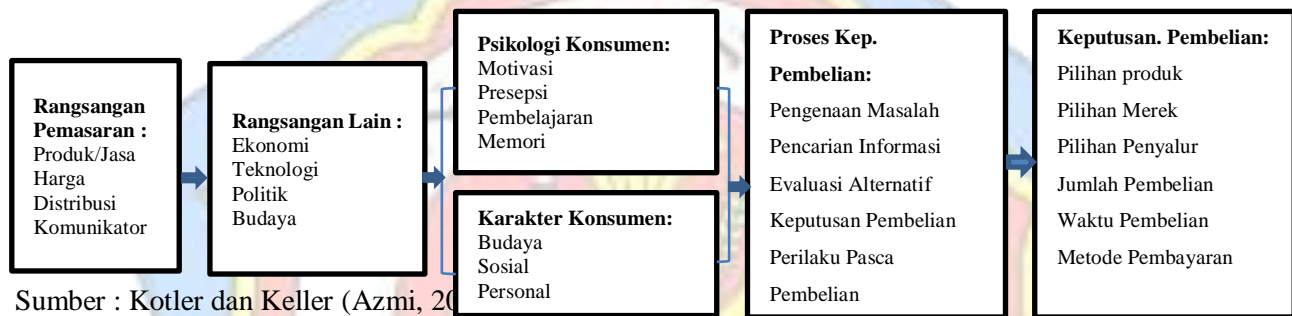 Rangsangan
Pemasaran :
Produk/Jasa
Harga
Distribusi
Komunikator
Rangsangan Lain :
Ekonomi
Teknologi
Politik
Budaya
Psikologi Konsumen:
Motivasi
Presepsi
Pembelajaran
Memori
Karakter Konsumen:
Budaya
Sosial
Personal
Proses Kep.
Pembelian:
Pengenaan Masalah
Pencarian Informasi
Evaluasi Alternatif
Keputusan Pembelian
Perilaku Pasca
Pembelian
Keputusan. Pembelian:
Pilihan produk
Pilihan Merek
Pilihan Penyalur
Jumlah Pembelian
Waktu Pembelian
Metode Pembayaran
Sumber : Kotler dan Keller (Azmi,